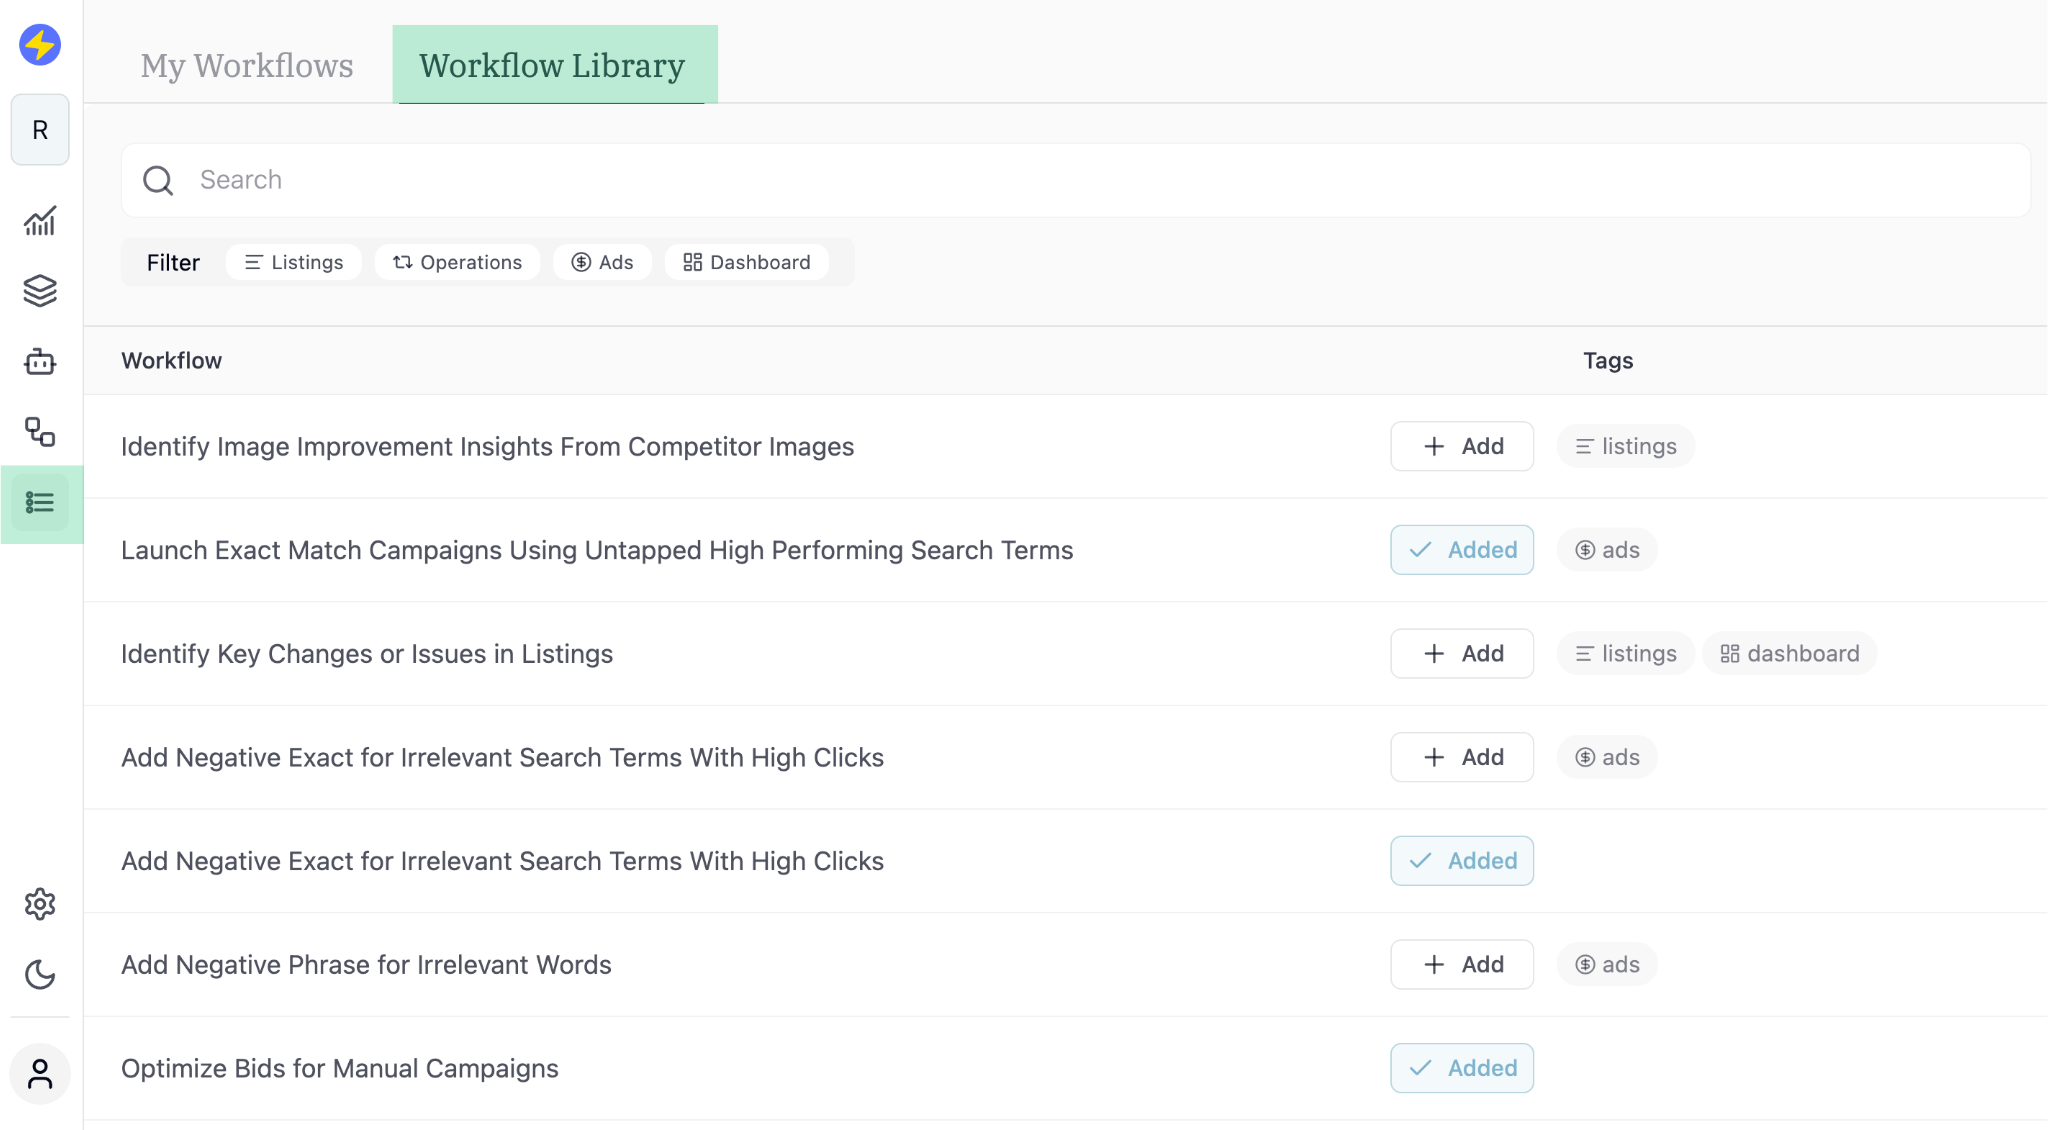 My Workflows Workflow Library
R
Search
Filter Listings Operations Ads Dashboard
Workflow Tags
Identify Image Improvement Insights From Competitor Images Add listings
Launch Exact Match Campaigns Using Untapped High Performing Search Terms Added ads
Identify Key Changes or Issues in Listings Add listings dashboard
Add Negative Exact for Irrelevant Search Terms With High Clicks Add ads
Add Negative Exact for Irrelevant Search Terms With High Clicks Added
Add Negative Phrase for Irrelevant Words Add ads
Optimize Bids for Manual Campaigns Added